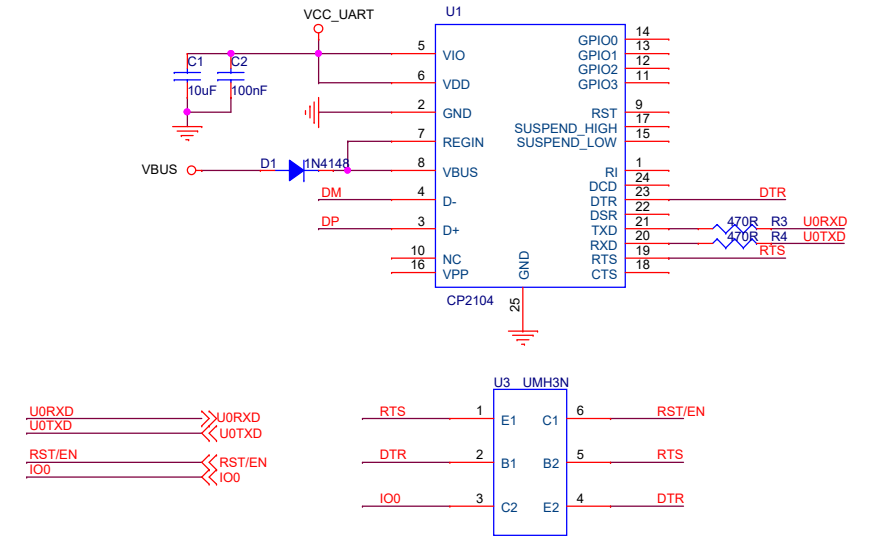 VCC_UART
U1
C1
C2
10uF
100nF
5
VIO
6
VDD
2
GND
7
REGIN
VBUS
D1
1N4148
8
VBUS
DM
4
D-
DP
3
D+
10
NC
16
VPP
GND
25
CP2104
GPIO0
14
GPIO1
13
GPIO2
12
GPIO3
11
RST
9
SUSPEND_HIGH
17
SUSPEND_LOW
15
RI
1
DCD
24
DTR
23
DTR
DSR
22
TXD
21
470R
R3
U0RXD
RXD
20
470R
R4
U0TXD
RTS
19
RTS
CTS
18
U0RXD
U0RXD
U0TXD
U0TXD
RST/EN
RST/EN
IO0
IO0
U3 UMH3N
RTS
1
E1
C1
6
RST/EN
DTR
2
B1
B2
5
RTS
IO0
3
C2
E2
4
DTR